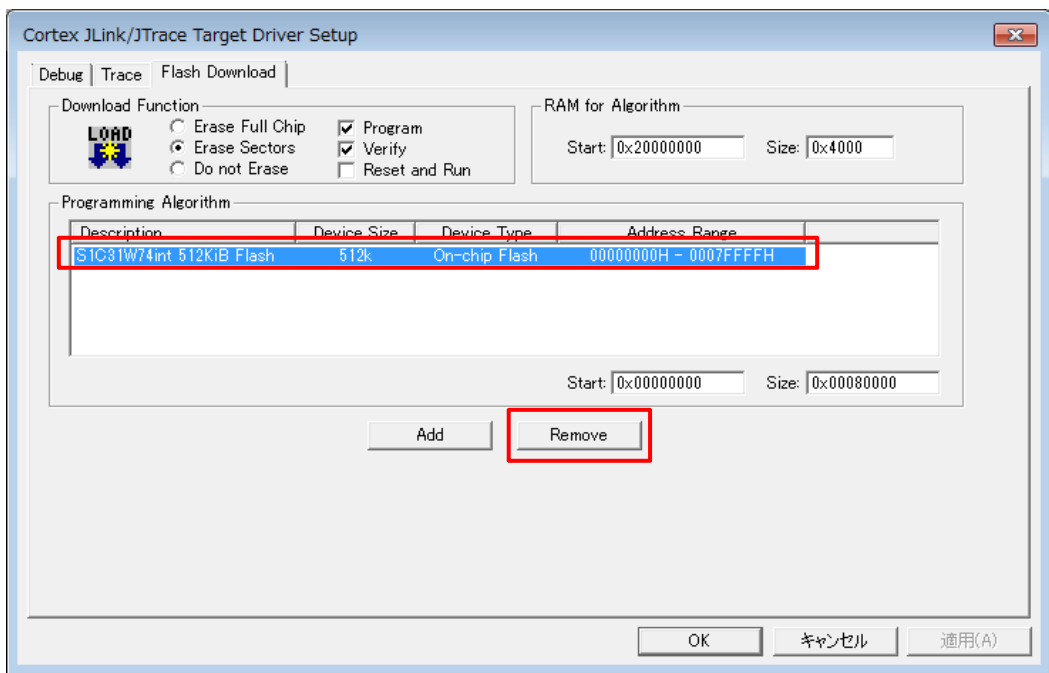 Cortex JLink/JTrace Target Driver Setup
Debug Trace Flash Download
Download Function
LOAD
Erase Full Chip
Erase Sectors
Do not Erase
Program
Verify
Reset and Run
RAM for Algorithm
Start: 0x20000000 Size: 0x4000
Programming Algorithm
Description Device Size Device Type Address Range
S1C31W74int 512KiB Flash 512k On-chip Flash 00000000H - 0007FFFFH
Start: 0x00000000 Size: 0x00080000
Add Remove
OK キャンセル 適用(A)